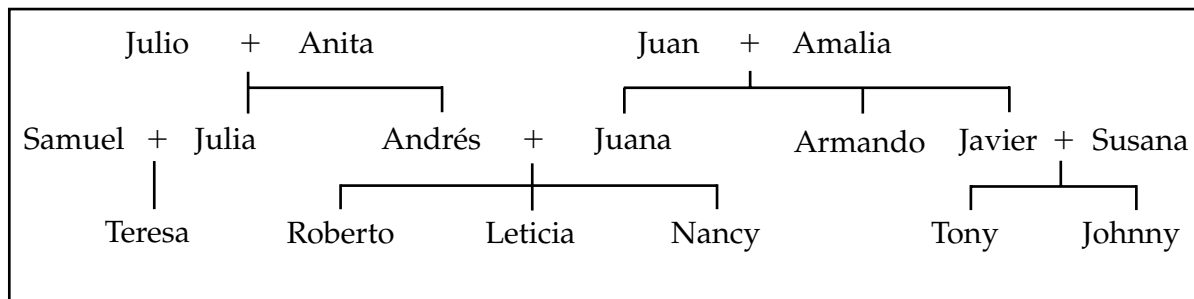 Julio + Anita Juan + Amalia
Samuel + Julia Andrés + Juana Armando Javier + Susana
Teresa Roberto Leticia Nancy Tony Johnny